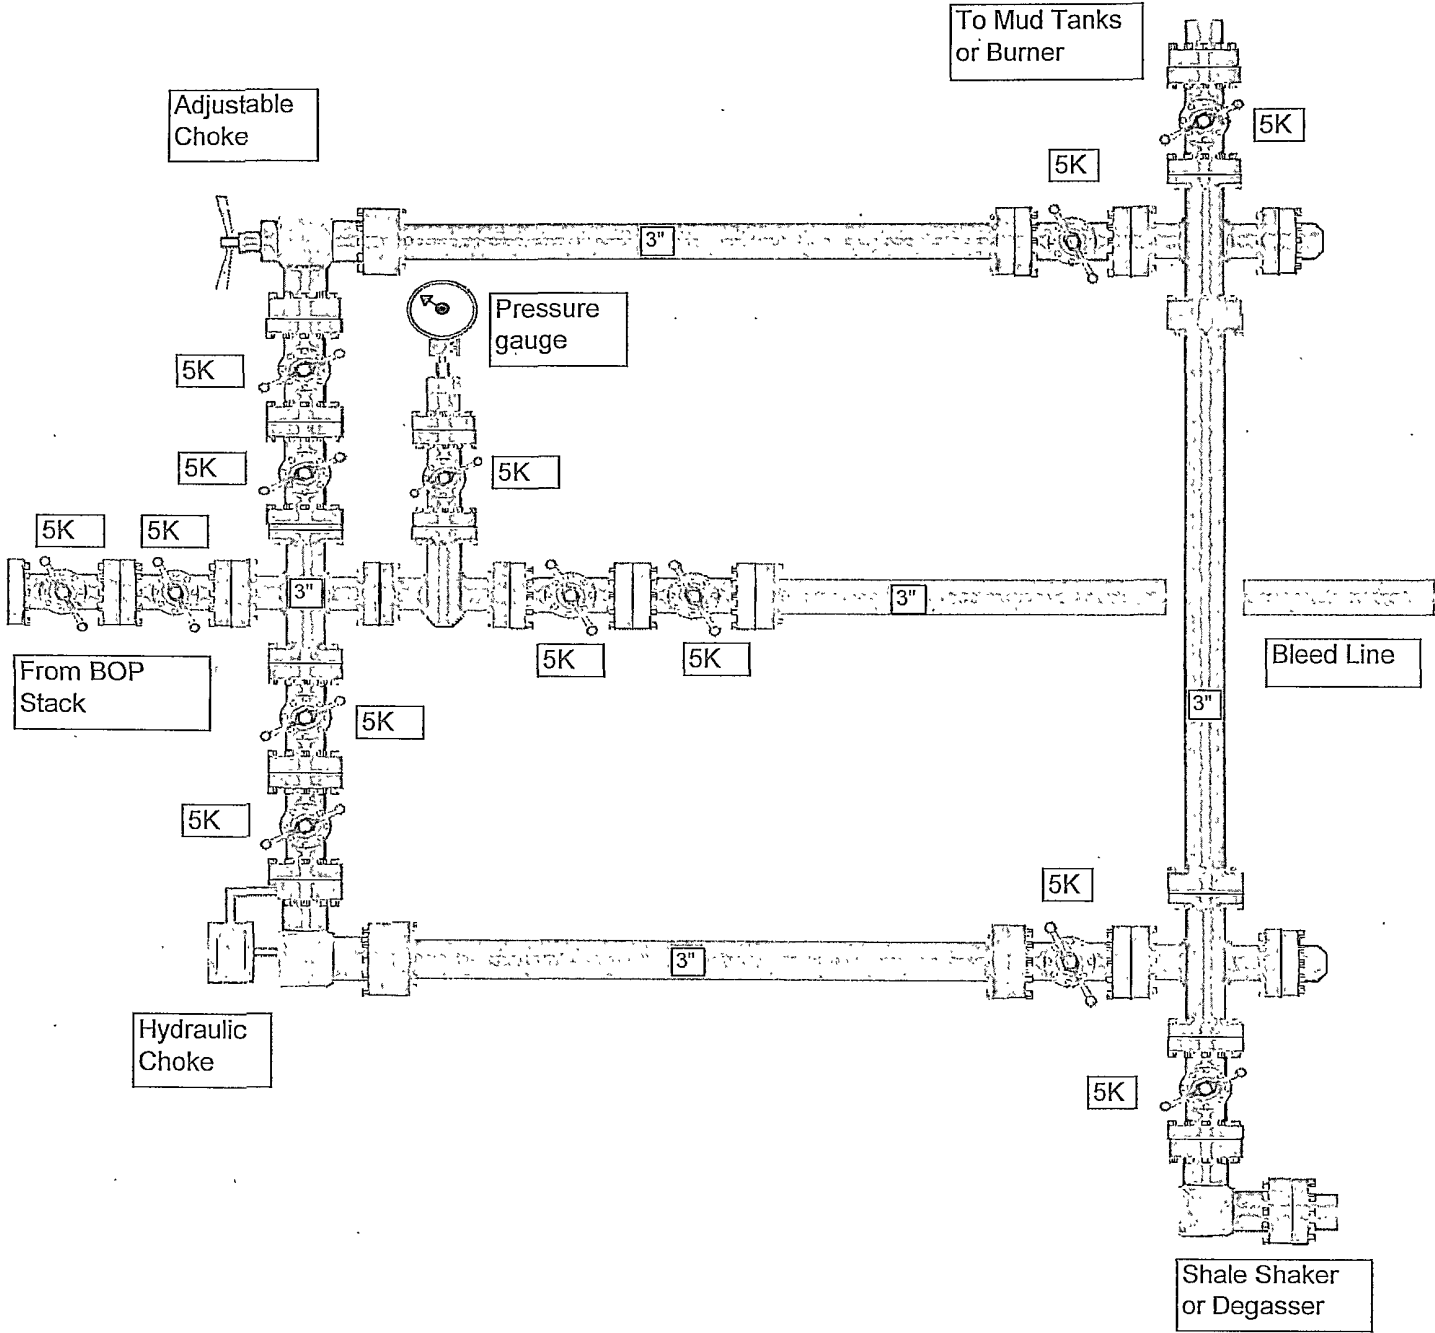 To Mud Tanks
or Burner
Adjustable
Choke
5K
5K
3"
Pressure
gauge
5K
5K
5K
5K
5K
3"
3"
5K
5K
From BOP
Stack
Bleed Line
5K
3"
5K
5K
3"
Hydraulic
Choke
5K
Shale Shaker
or Degasser